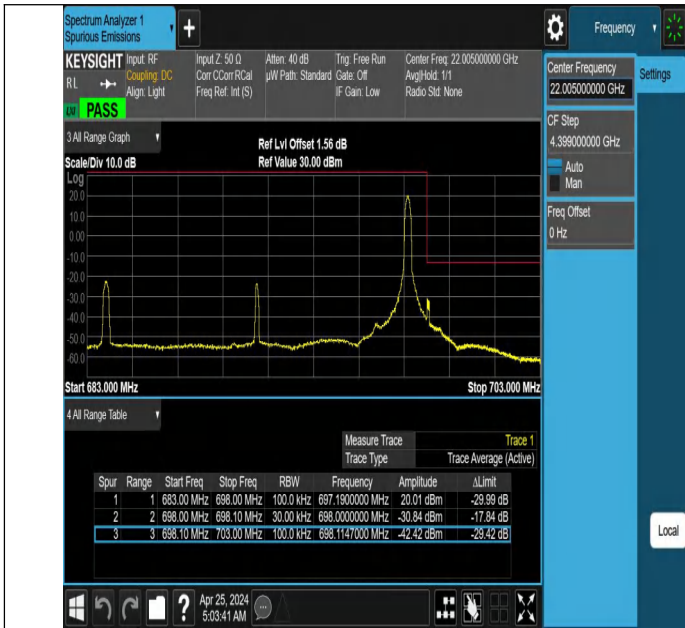 Spectrum Analyzer 1
Spurious Emissions
Frequency
KEYSIGHT
Input: RF
Coupling: DC
Align: Light
Input Z: 50 Ω
Corr CCorr RCal
Freq Ref: Int (S)
Atten: 40 dB
µW Path: Standard
Trig: Free Run
Gate: Off
IF Gain: Low
Center Freq: 22.005000000 GHz
Avg|Hold: 1/1
Radio Std: None
RL
PASS
Center Frequency
22.005000000 GHz
Settings
CF Step
4.399000000 GHz
Auto
Man
Freq Offset
0 Hz
3 All Range Graph
Ref Lvl Offset 1.56 dB
Scale/Div 10.0 dB
Ref Value 30.00 dBm
Log
20.0
10.0
0.00
-10.0
-20.0
-30.0
-40.0
-50.0
-60.0
Start 683.000 MHz
Stop 703.000 MHz
4 All Range Table
Measure Trace Trace 1
Trace Type Trace Average (Active)
Spur Range Start Freq Stop Freq RBW Frequency Amplitude ΔLimit
1 1 683.00 MHz 698.00 MHz 100.0 kHz 697.1900000 MHz 20.01 dBm -29.99 dB
2 2 698.00 MHz 698.10 MHz 30.00 kHz 698.0000000 MHz -30.84 dBm -17.84 dB
3 3 698.10 MHz 703.00 MHz 100.0 kHz 698.1147000 MHz -42.42 dBm -29.42 dB
Local
Apr 25, 2024
5:03:41 AM